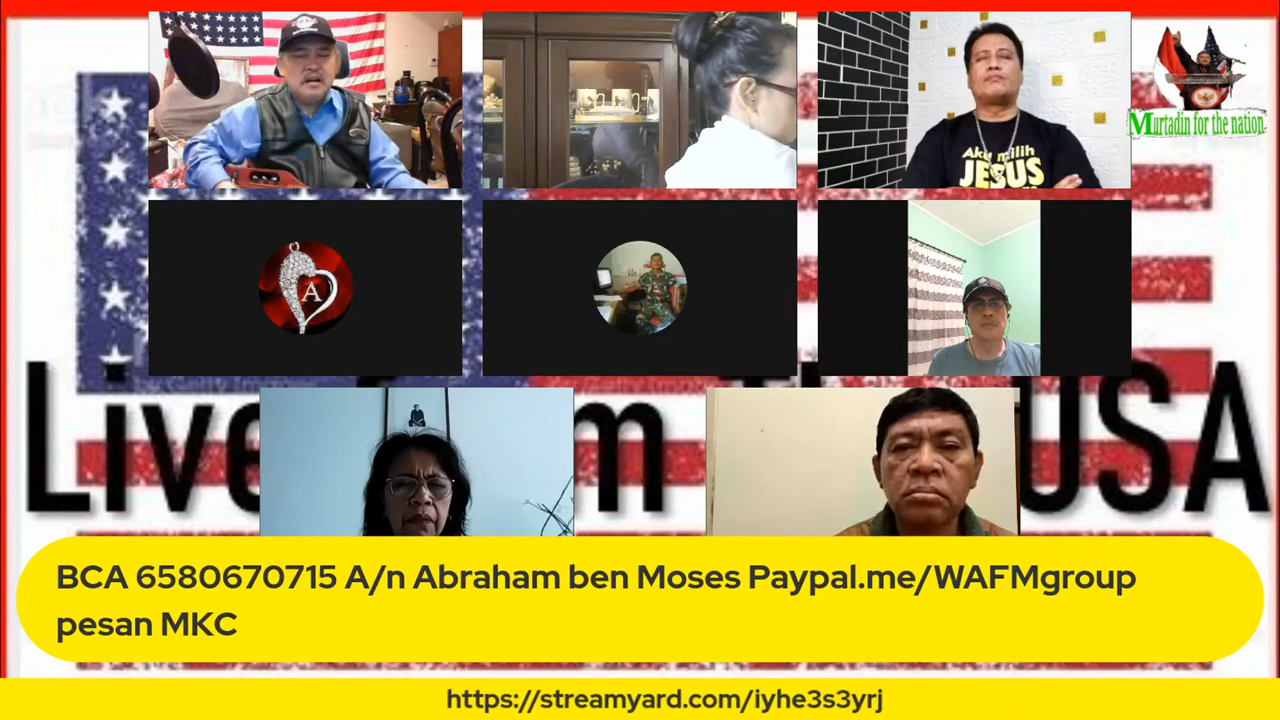 Murtadin for the nation
Aku milih
JESUS
A
Live
m
USA
BCA 6580670715 A/n Abraham ben Moses Paypal.me/WAFMgroup
pesan MKC
https://streamyard.com/iyhe3s3yrj